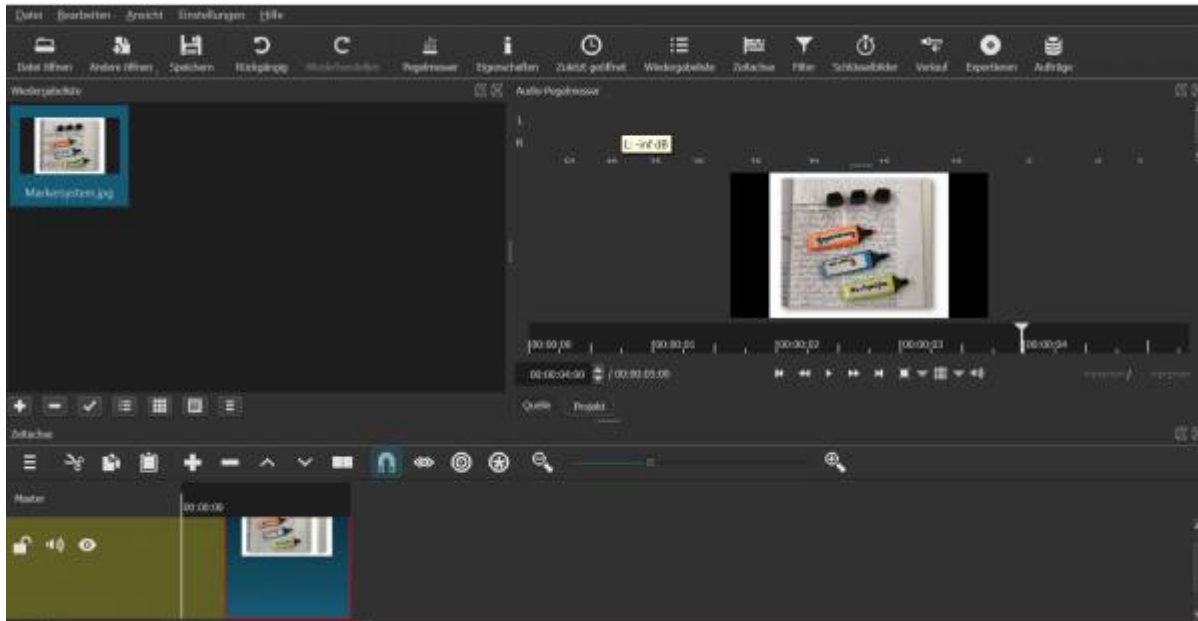 Datei Bearbeiten Ansicht Einstellungen Hilfe
Datei öffnen Andere öffnen Speichern Rückgängig Wiederherstellen Pegelmesser Eigenschaften Zuletzt geöffnet Wiedergabeliste Zeitachse Filter Schlüsselbilder Verlauf Exportieren Aufträge
Wiedergabeliste
Audio-Pegelmesser
L
R
L: -inf dB
Markersystem.jpg
00:00:00 00:00:01 00:00:02 00:00:03 00:00:04
00:00:04:00 / 00:00:05:00
Quelle Projekt
Zeitachse
Master
00:00:00